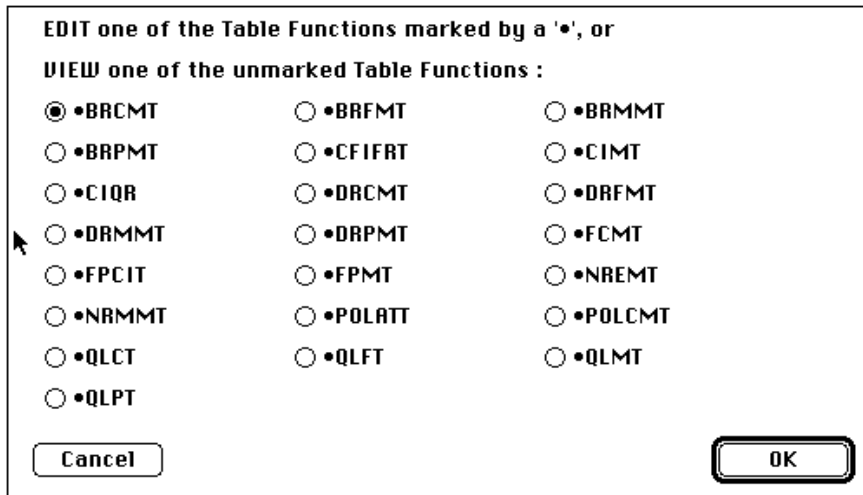 EDIT one of the Table Functions marked by a '•', or
VIEW one of the unmarked Table Functions :
•BRCMT •BRFMT •BRMMT
•BRPMT •CFIFRT •CIMT
•CIQR •DRCMT •DRFMT
•DRMMT •DRPMT •FCMT
•FPCIT •FPMT •NREMT
•NRMMT •POLATT •POLCMT
•QLCT •QLFT •QLMT
•QLPT
Cancel OK